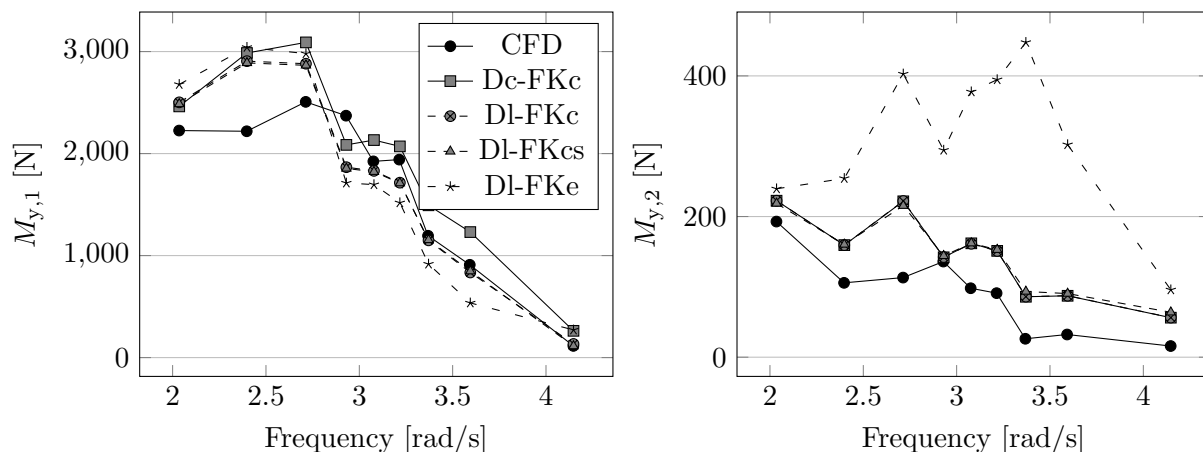 3,000
2,000
1,000
0
M_y,1 [N]
2
2.5
3
3.5
4
Frequency [rad/s]
CFD
Dc-FKc
Dl-FKc
Dl-FKcs
Dl-FKe
400
200
0
M_y,2 [N]
2
2.5
3
3.5
4
Frequency [rad/s]